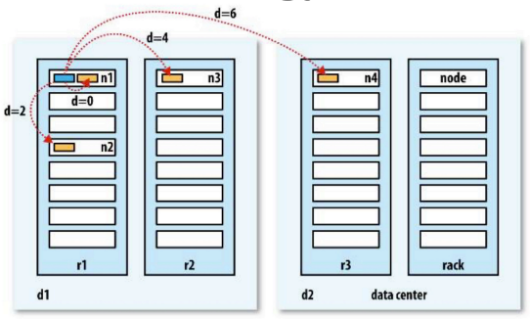 d=6
d=4
n1
n3
n4
node
d=0
d=2
n2
r1
r2
r3
rack
d1
d2
data center